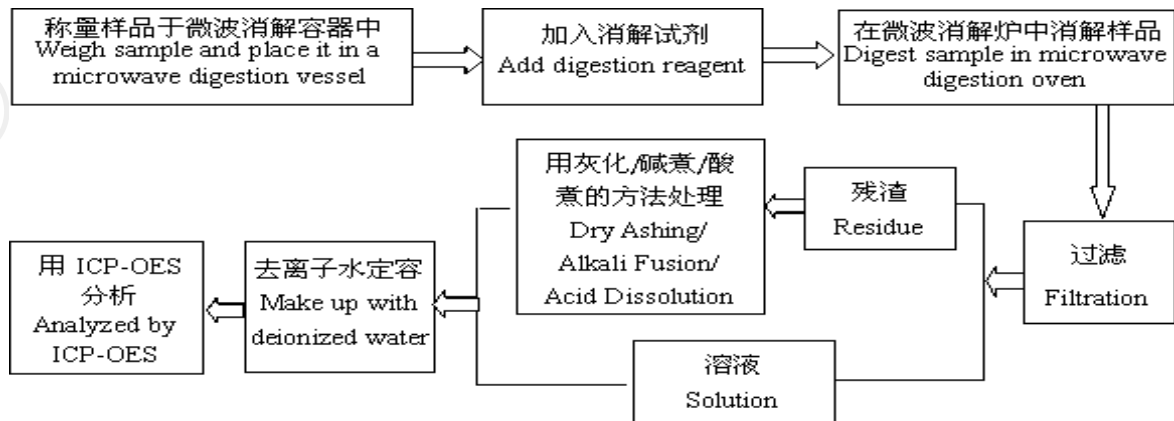 称量样品于微波消解容器中
Weigh sample and place it in a
microwave digestion vessel
加入消解试剂
Add digestion reagent
在微波消解炉中消解样品
Digest sample in microwave
digestion oven
过滤
Filtration
残渣
Residue
用灰化/碱煮/酸
煮的方法处理
Dry Ashing/
Alkali Fusion/
Acid Dissolution
溶液
Solution
去离子水定容
Make up with
deionized water
用 ICP-OES
分析
Analyzed by
ICP-OES